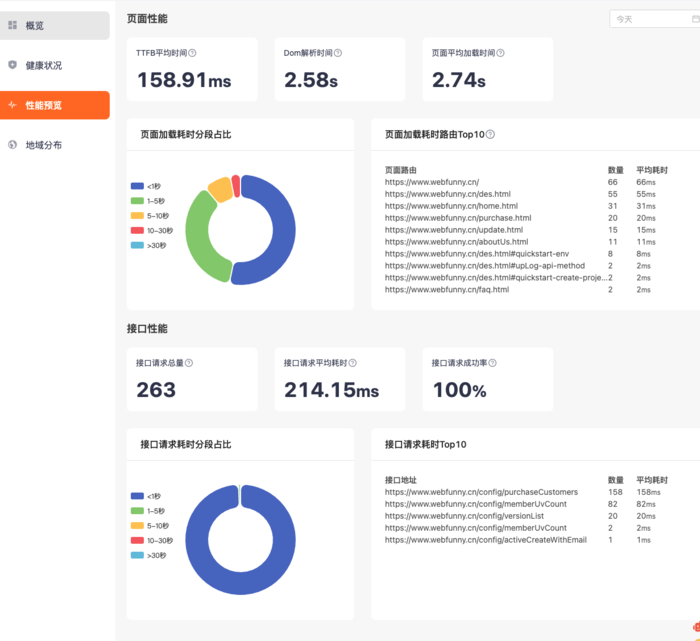 概览
健康状况
性能预览
地域分布
页面性能
今天
TTFB平均时间
158.91ms
Dom解析时间
2.58s
页面平均加载时间
2.74s
页面加载耗时分段占比
<1秒
1-5秒
5-10秒
10-30秒
>30秒
页面加载耗时路由Top10
页面路由 数量 平均耗时
https://www.webfunny.cn/ 66 66ms
https://www.webfunny.cn/des.html 55 55ms
https://www.webfunny.cn/home.html 31 31ms
https://www.webfunny.cn/purchase.html 20 20ms
https://www.webfunny.cn/update.html 15 15ms
https://www.webfunny.cn/aboutUs.html 11 11ms
https://www.webfunny.cn/des.html#quickstart-env 8 8ms
https://www.webfunny.cn/des.html#upLog-api-method 2 2ms
https://www.webfunny.cn/des.html#quickstart-create-proje... 2 2ms
https://www.webfunny.cn/faq.html 2 2ms
接口性能
接口请求总量
263
接口请求平均耗时
214.15ms
接口请求成功率
100%
接口请求耗时分段占比
<1秒
1-5秒
5-10秒
10-30秒
>30秒
接口请求耗时Top10
接口地址 数量 平均耗时
https://www.webfunny.cn/config/purchaseCustomers 158 158ms
https://www.webfunny.cn/config/memberUvCount 82 82ms
https://www.webfunny.cn/config/versionList 20 20ms
https://www.webfunny.cn/config/memberUvCount 2 2ms
https://www.webfunny.cn/config/activeCreateWithEmail 1 1ms